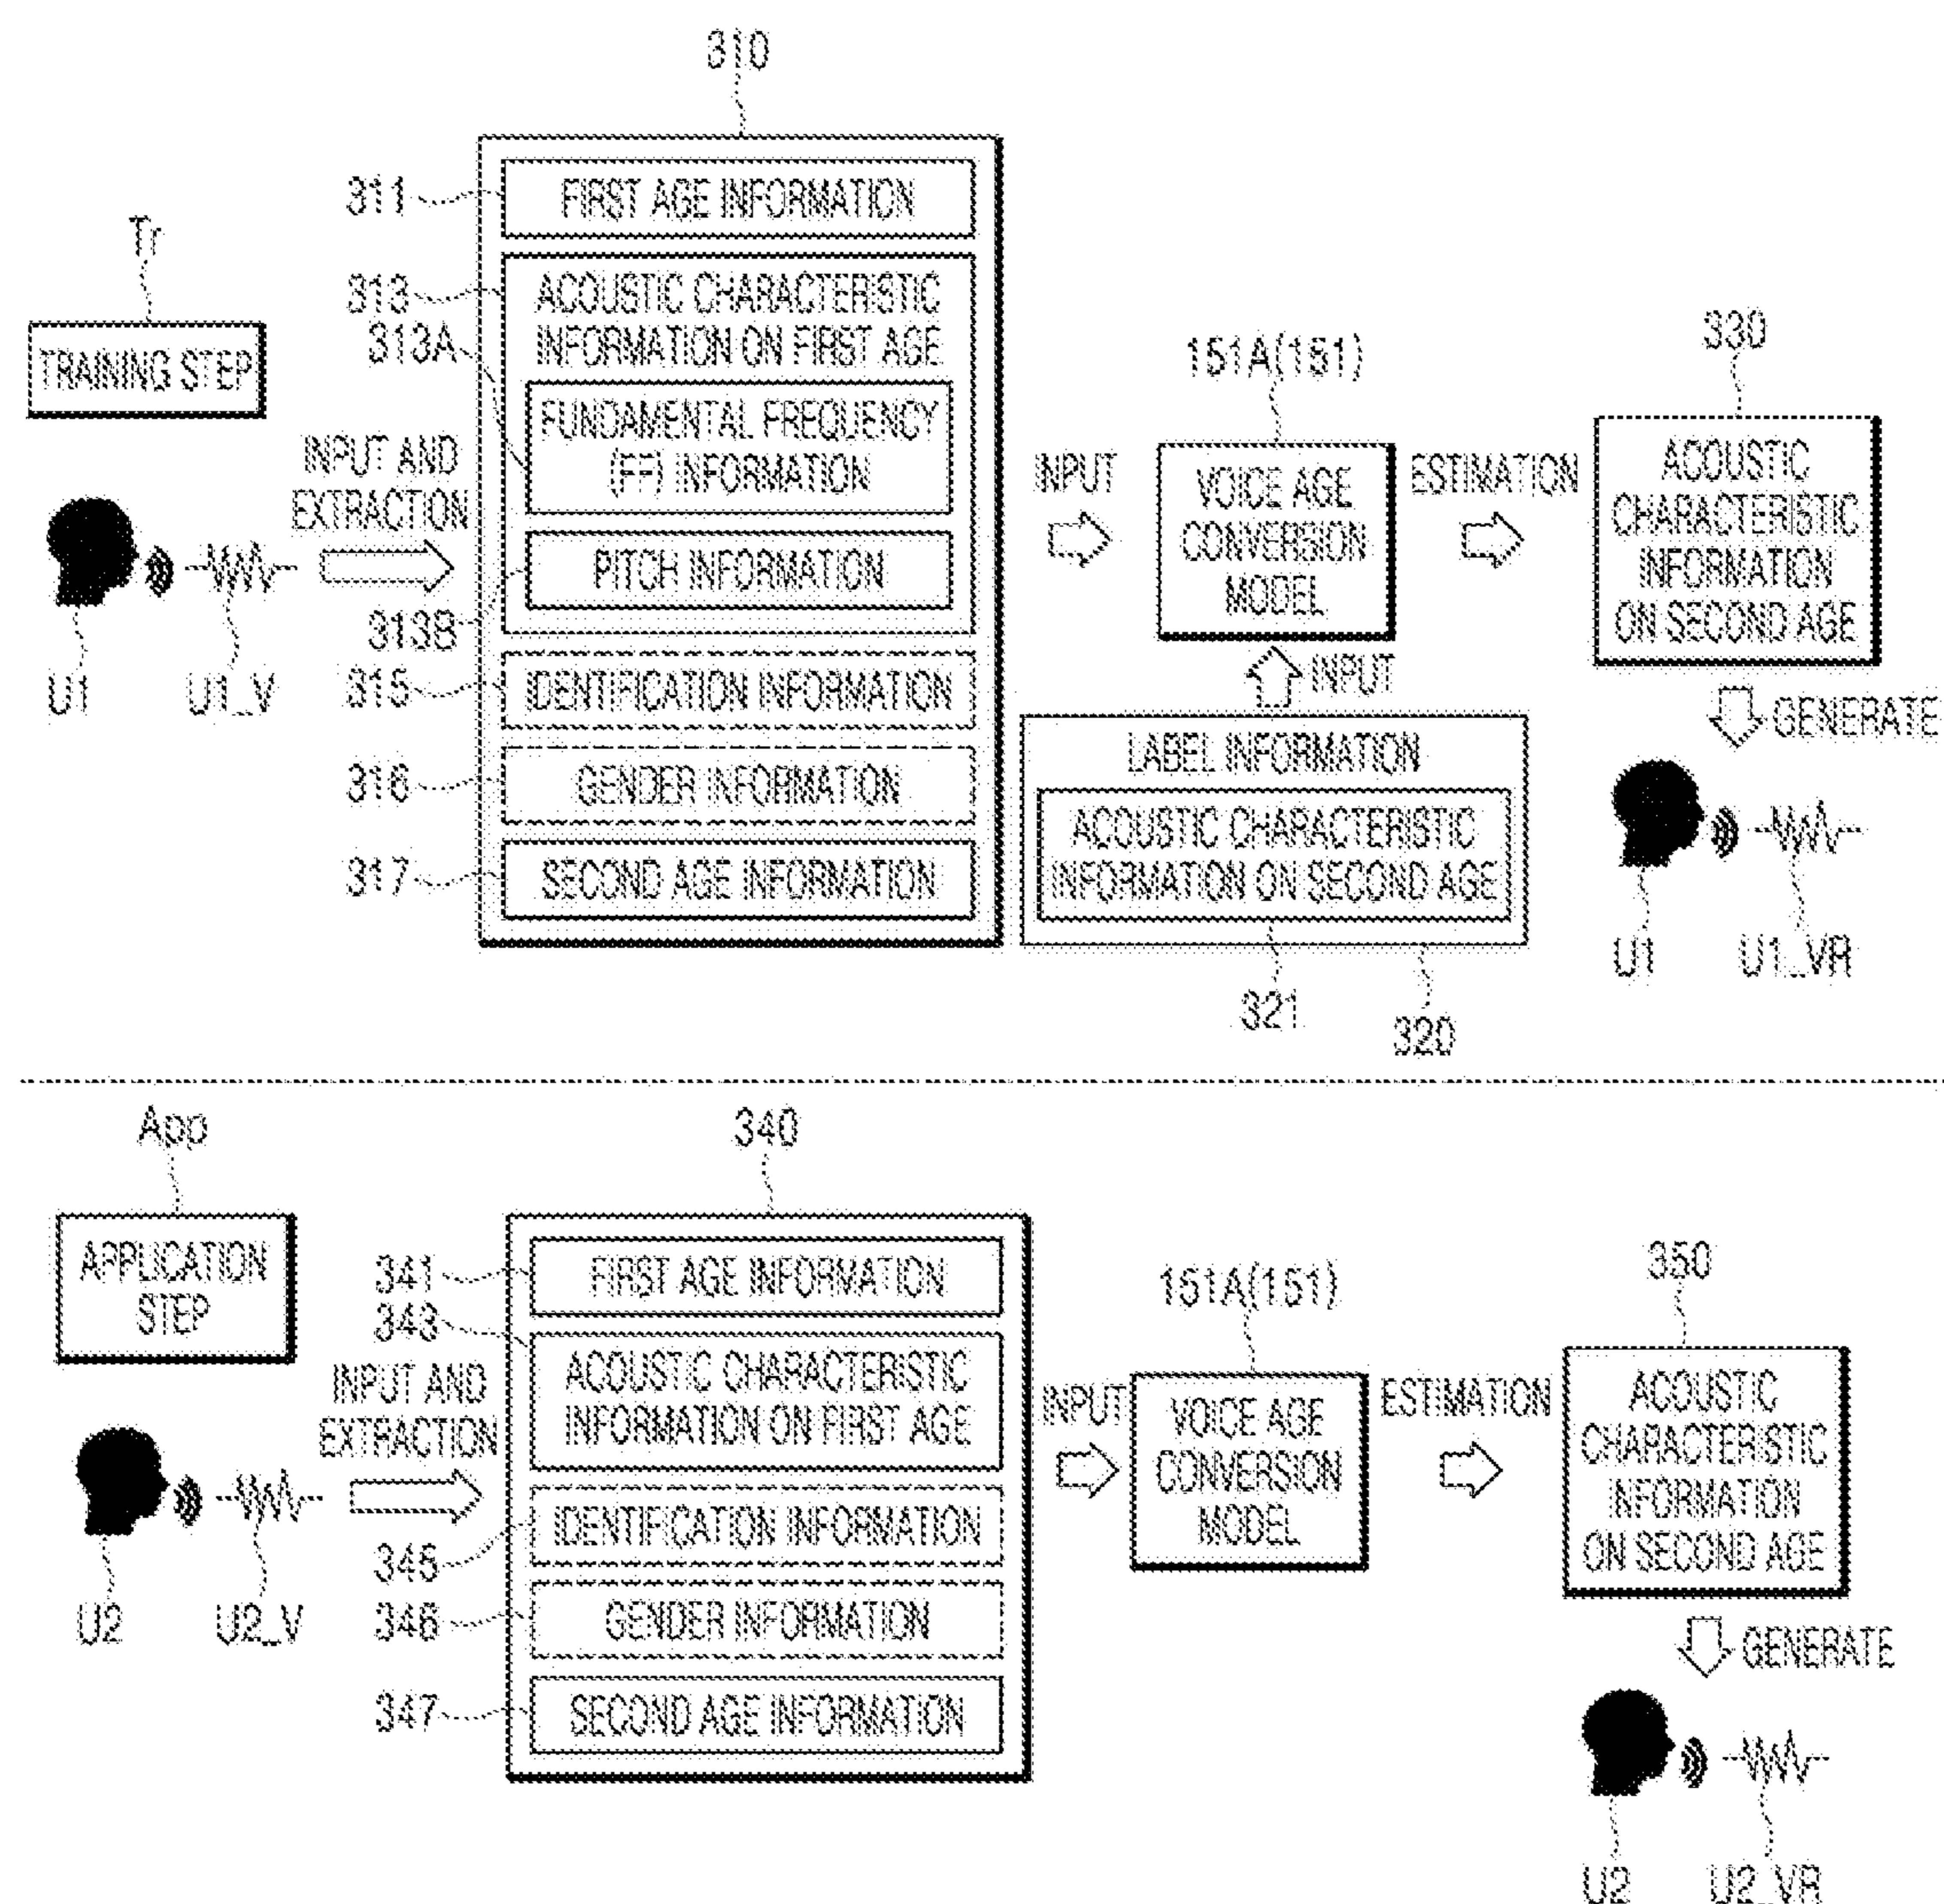 310
311
FIRST AGE INFORMATION
Tr
TRAINING STEP
313
ACOUSTIC CHARACTERISTIC
INFORMATION ON FIRST AGE
313A
FUNDAMENTAL FREQUENCY
(FF) INFORMATION
INPUT AND
EXTRACTION
PITCH INFORMATION
313B
U1
U1_V
315
IDENTIFICATION INFORMATION
316
GENDER INFORMATION
317
SECOND AGE INFORMATION
INPUT
151A(151)
VOICE AGE
CONVERSION
MODEL
INPUT
LABEL INFORMATION
ACOUSTIC CHARACTERISTIC
INFORMATION ON SECOND AGE
321
320
ESTIMATION
330
ACOUSTIC
CHARACTERISTIC
INFORMATION
ON SECOND AGE
GENERATE
U1
U1_VR
App
APPLICATION
STEP
340
341
FIRST AGE INFORMATION
343
ACOUSTIC CHARACTERISTIC
INFORMATION ON FIRST AGE
INPUT AND
EXTRACTION
U2
U2_V
345
IDENTIFICATION INFORMATION
346
GENDER INFORMATION
347
SECOND AGE INFORMATION
INPUT
151A(151)
VOICE AGE
CONVERSION
MODEL
ESTIMATION
350
ACOUSTIC
CHARACTERISTIC
INFORMATION
ON SECOND AGE
GENERATE
U2
U2_VR